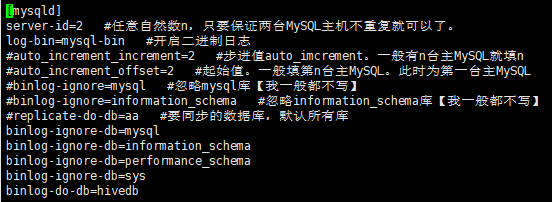 [mysqld]
server-id=2   #任意自然数n，只要保证两台MySQL主机不重复就可以了。
log-bin=mysql-bin   #开启二进制日志
#auto_increment_increment=2   #步进值auto_imcrement。一般有n台主MySQL就填n
#auto_increment_offset=2   #起始值。一般填第n台主MySQL。此时为第一台主MySQL
#binlog-ignore=mysql   #忽略mysql库【我一般都不写】
#binlog-ignore=information_schema   #忽略information_schema库【我一般都不写】
#replicate-do-db=aa   #要同步的数据库，默认所有库
binlog-ignore-db=mysql
binlog-ignore-db=information_schema
binlog-ignore-db=performance_schema
binlog-ignore-db=sys
binlog-do-db=hivedb